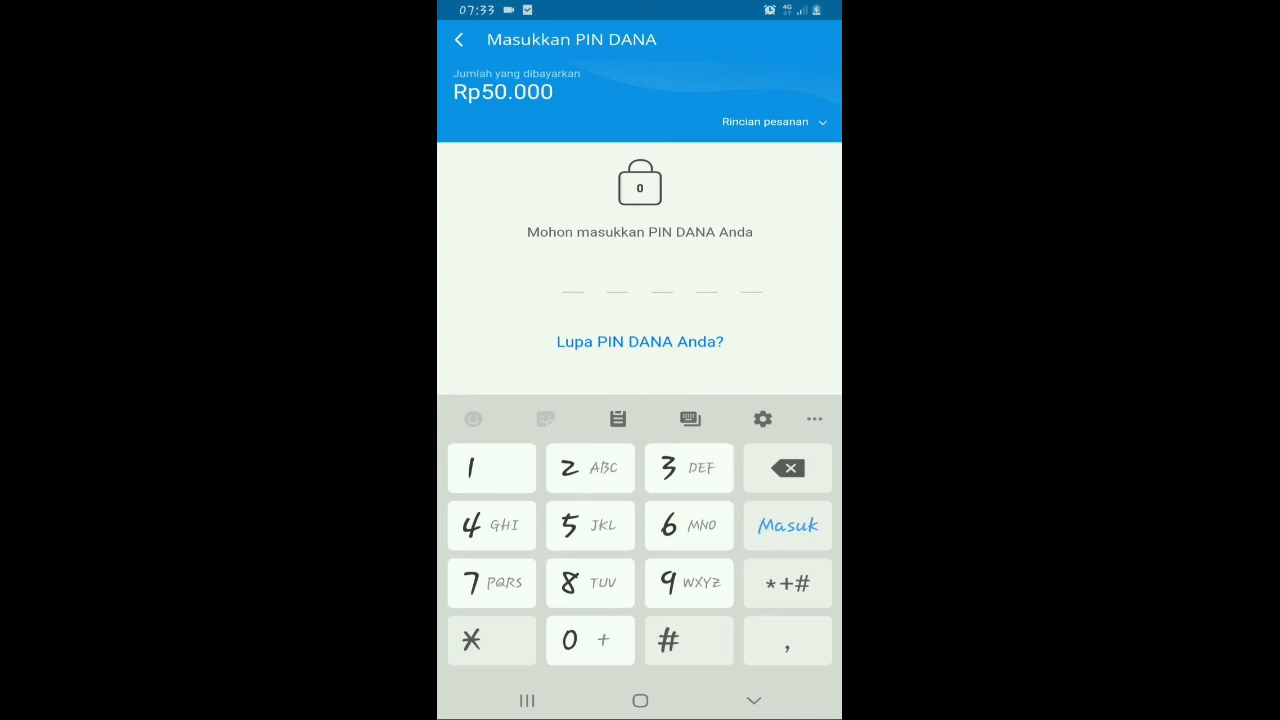 07:33
4G
Masukkan PIN DANA
Jumlah yang dibayarkan
Rp50.000
Rincian pesanan
0
Mohon masukkan PIN DANA Anda
Lupa PIN DANA Anda?
1 2 ABC 3 DEF
4 GHI 5 JKL 6 MNO Masuk
7 PQRS 8 TUV 9 WXYZ *+#
* 0 + # ,